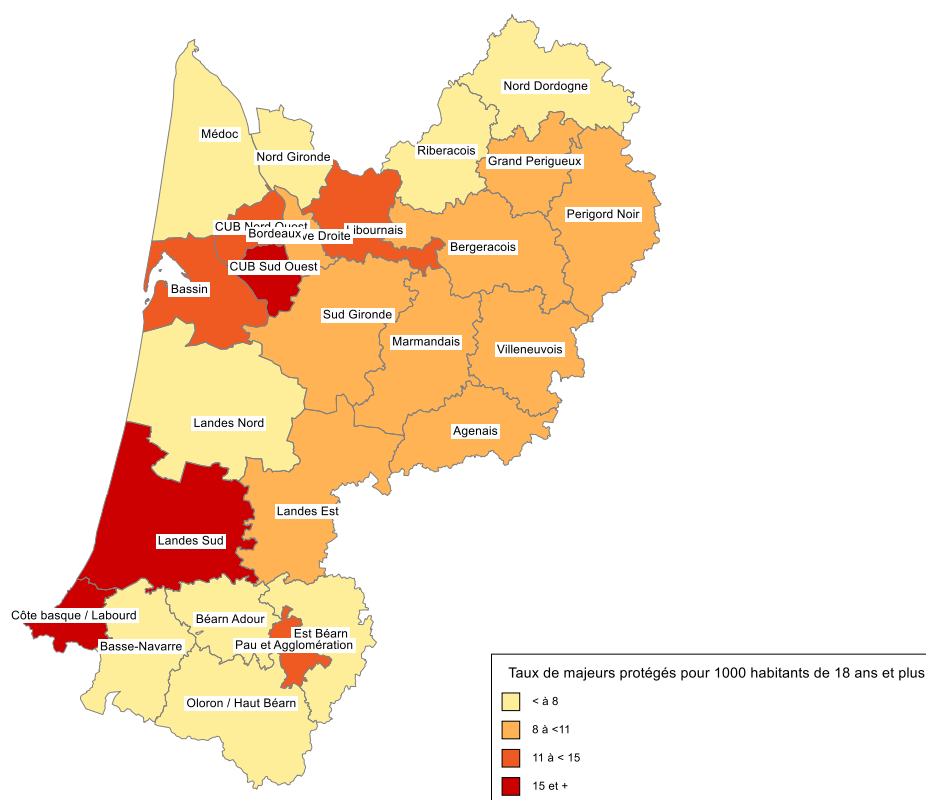 Nord Dordogne
Médoc
Riberacois
Nord Gironde
Grand Perigueux
Perigord Noir
CUB Nord Ouest
Libournais
Bordeaux
ve Droite
Bergeracois
CUB Sud Ouest
Bassin
Sud Gironde
Marmandais
Villeneuvois
Landes Nord
Agenais
Landes Est
Landes Sud
Côte basque / Labourd
Béarn Adour
Est Béarn
Basse-Navarre
Pau et Agglomération
Oloron / Haut Béarn
Taux de majeurs protégés pour 1000 habitants de 18 ans et plus
< à 8
8 à <11
11 à < 15
15 et +